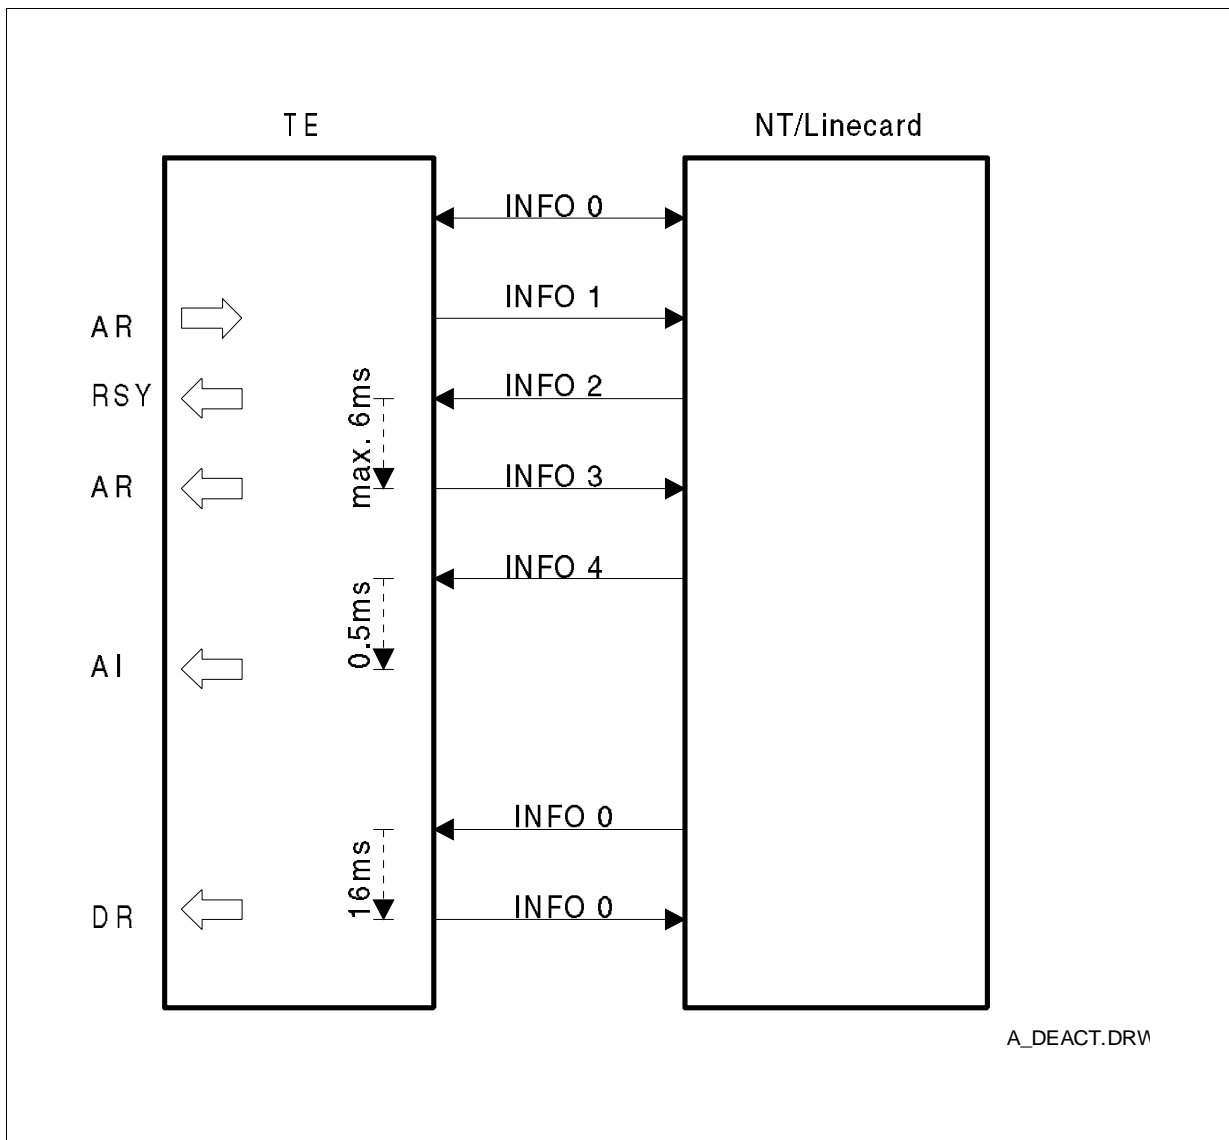 TE
NT/Linecard
INFO 0
AR
INFO 1
RSY
max. 6ms
INFO 2
AR
INFO 3
INFO 4
0.5ms
AI
INFO 0
16ms
DR
INFO 0
A_DEACT.DRW